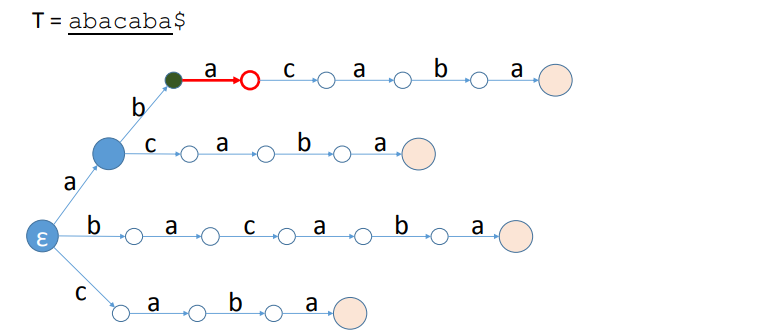 T = abacaba$
a c a b a
b
c a b a
a
b a c a b a
ε
c
a b a